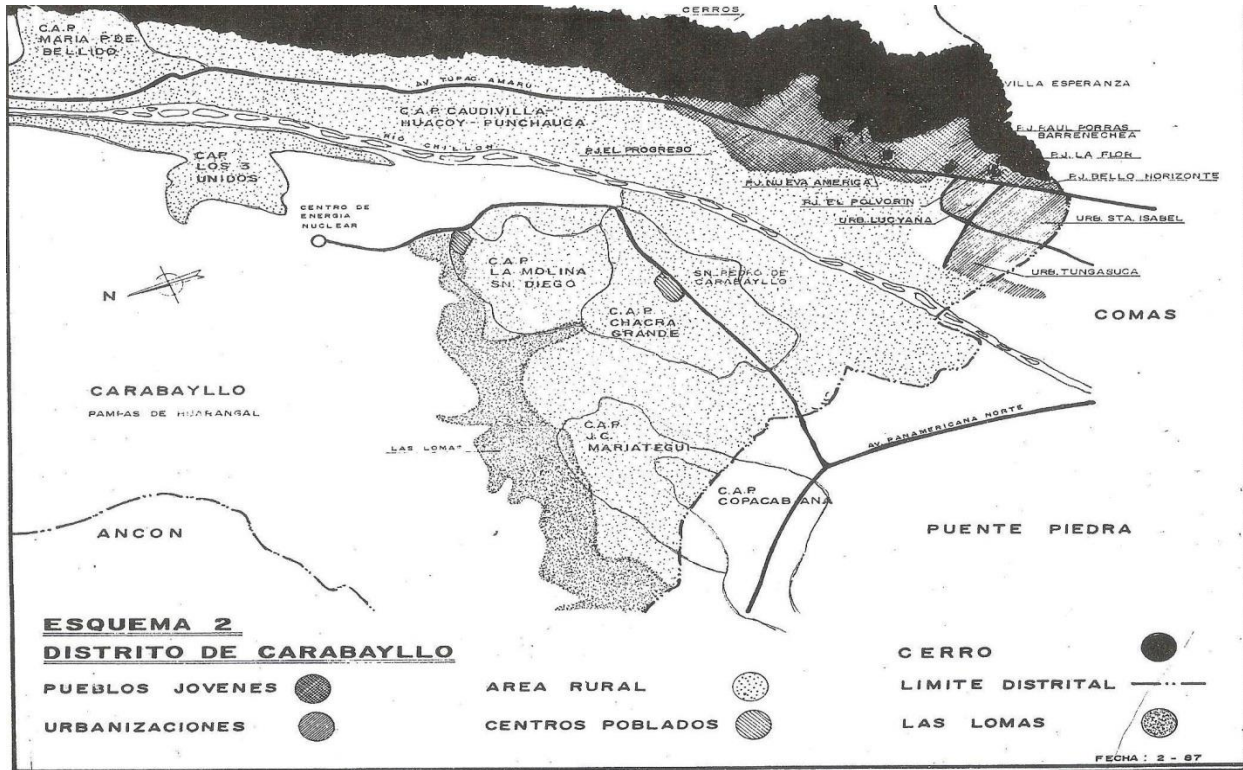 CERROS
C.A.P.
MARIA P. DE
BELLIDO
AV. TUPAC AMARU
VILLA ESPERANZA
C.A.P. CAUDIVILLA
HUACOY-PUNCHAUCA
P.J. RAUL PORRAS
BARRENECHEA
RIO
CHILLON
P.J. EL PROGRESO
P.J. LA FLOR
CAP.
LOS 3
UNIDOS
P.J. NUEVA AMERICA
P.J. BELLO HORIZONTE
P.J. EL POLVORIN
URB. LUCYANA
URB. STA. ISABEL
CENTRO DE
ENERGIA
NUCLEAR
C.A.P.
LA MOLINA
SN. DIEGO
SN. PEDRO DE
CARABAYLLO
URB. TUNGASUCA
N
C.A.P.
CHACRA
GRANDE
COMAS
CARABAYLLO
PAMPAS DE HUARANGAL
LAS LOMAS
C.A.P.
J.C.
MARIATEGUI
AV. PANAMERICANA NORTE
C.A.P.
COPACABANA
ANCON
PUENTE PIEDRA
ESQUEMA 2
DISTRITO DE CARABAYLLO
PUEBLOS JOVENES
AREA RURAL
CERRO
LIMITE DISTRITAL
URBANIZACIONES
CENTROS POBLADOS
LAS LOMAS
FECHA : 2 - 87